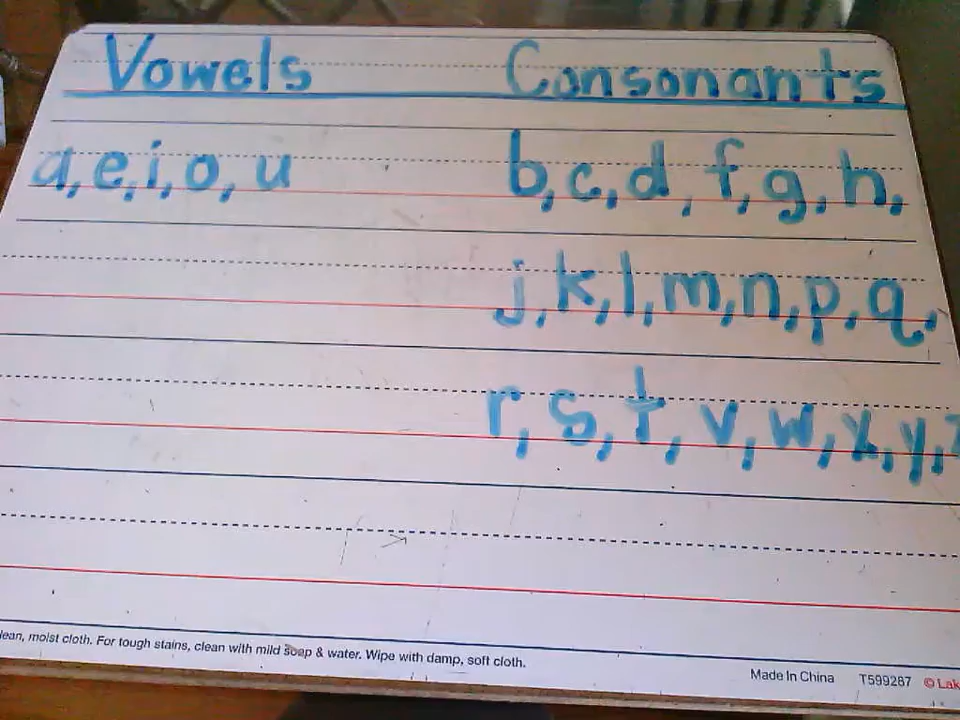 Vowels Consonants
a, e, i, o, u b, c, d, f, g, h,
j, k, l, m, n, p, q,
r, s, t, v, w, x, y, z
lean, moist cloth. For tough stains, clean with mild soap & water. Wipe with damp, soft cloth.
Made In China T599287 © Lak